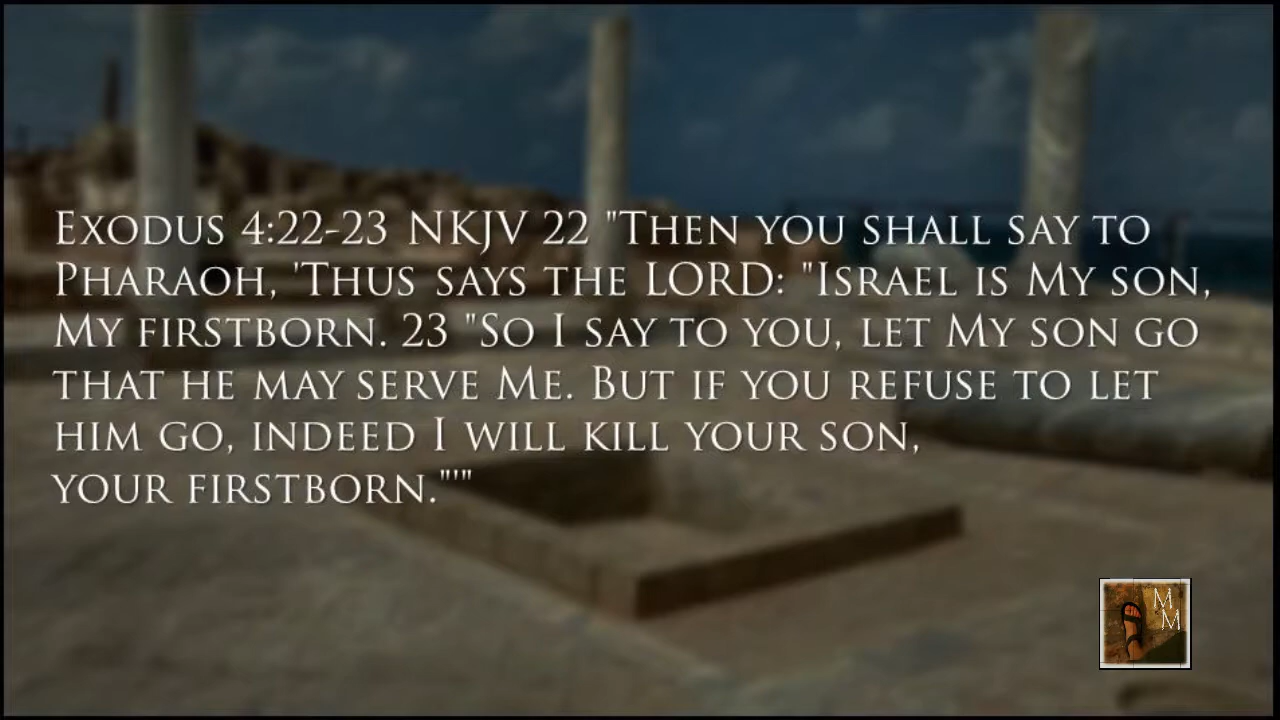 Exodus 4:22-23 NKJV 22 "Then you shall say to
Pharaoh, 'Thus says the LORD: "Israel is My son,
My firstborn. 23 "So I say to you, let My son go
that he may serve Me. But if you refuse to let
him go, indeed I will kill your son,
your firstborn."'"
M
M